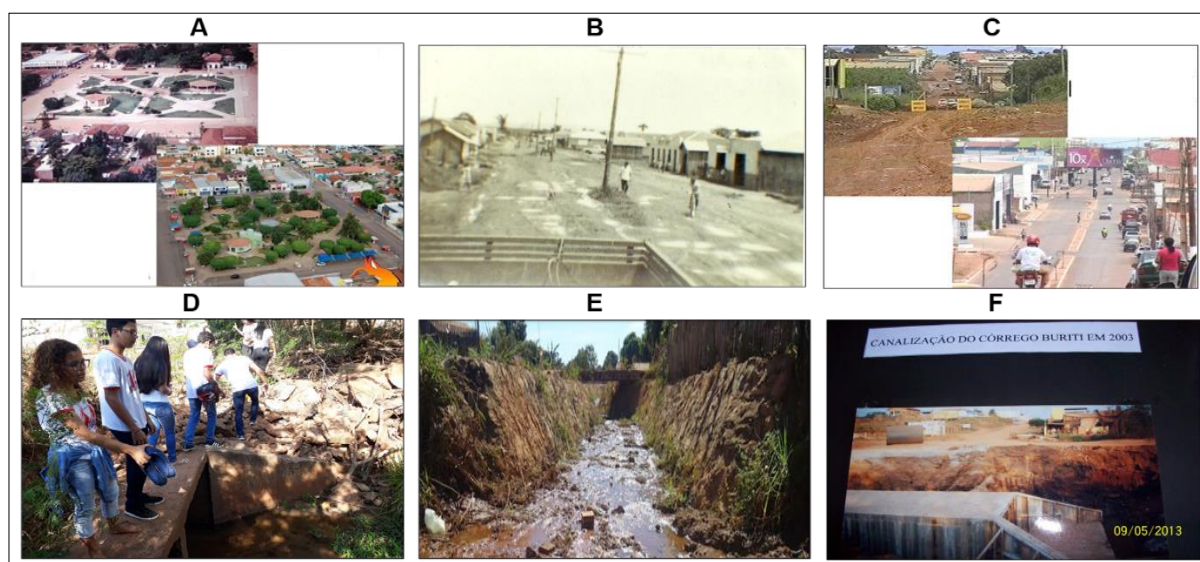 A
B
C
10x
D
E
F
CANALIZAÇÃO DO CÓRREGO BURITI EM 2003
09/05/2013